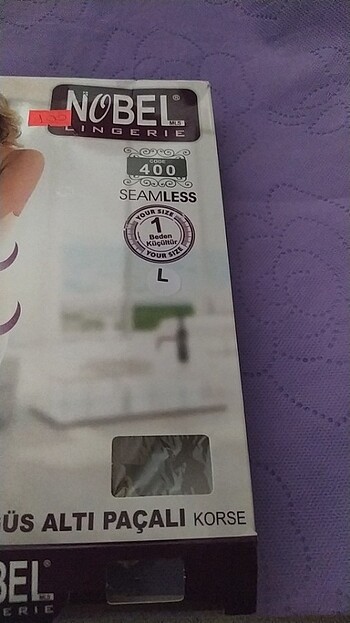 NOBEL®
MLS
LINGERIE
CODE
400
SEAMLESS
YOUR SIZE
1
Beden
Küçültür
YOUR SIZE
L
ÜS ALTI PAÇALI KORSE
BEL
ERIE